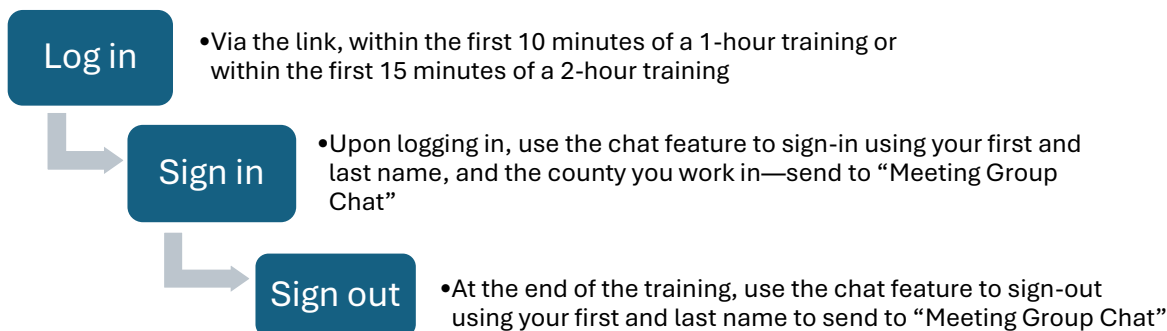 Log in
•Via the link, within the first 10 minutes of a 1-hour training or
within the first 15 minutes of a 2-hour training
Sign in
•Upon logging in, use the chat feature to sign-in using your first and
last name, and the county you work in—send to “Meeting Group
Chat”
Sign out
•At the end of the training, use the chat feature to sign-out
using your first and last name to send to “Meeting Group Chat”